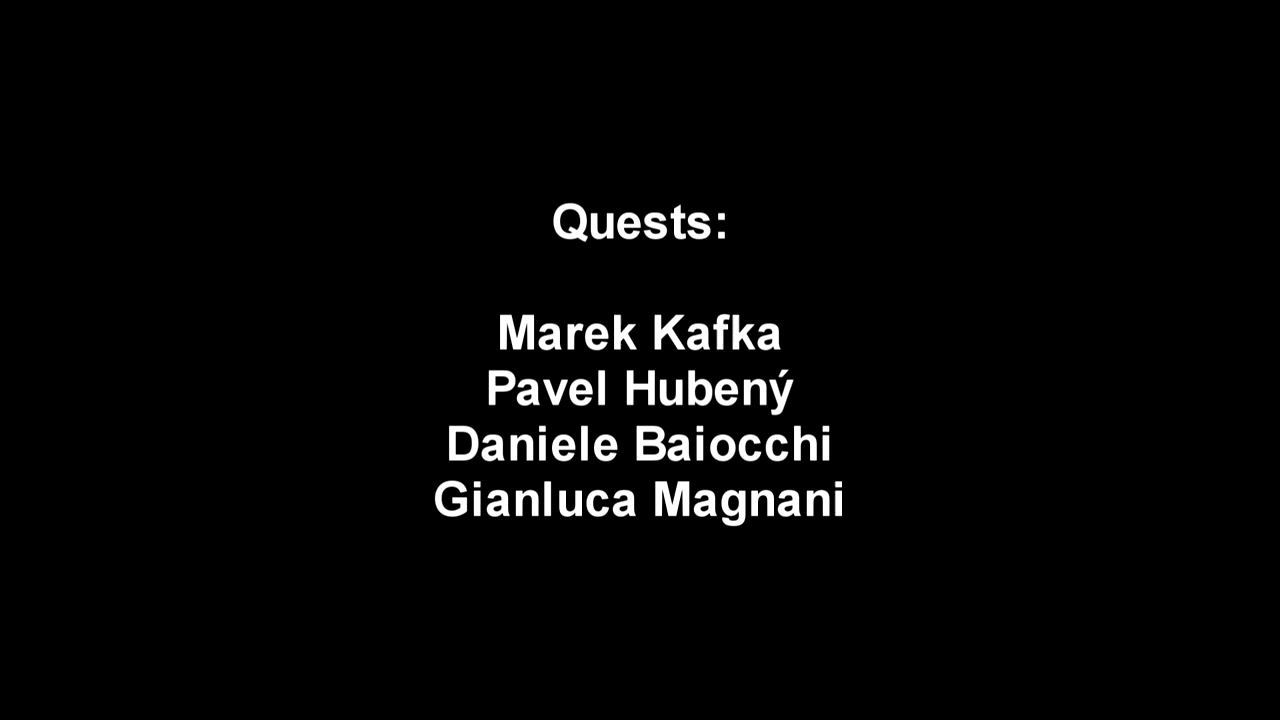 Quests:
Marek Kafka
Pavel Hubený
Daniele Baiocchi
Gianluca Magnani